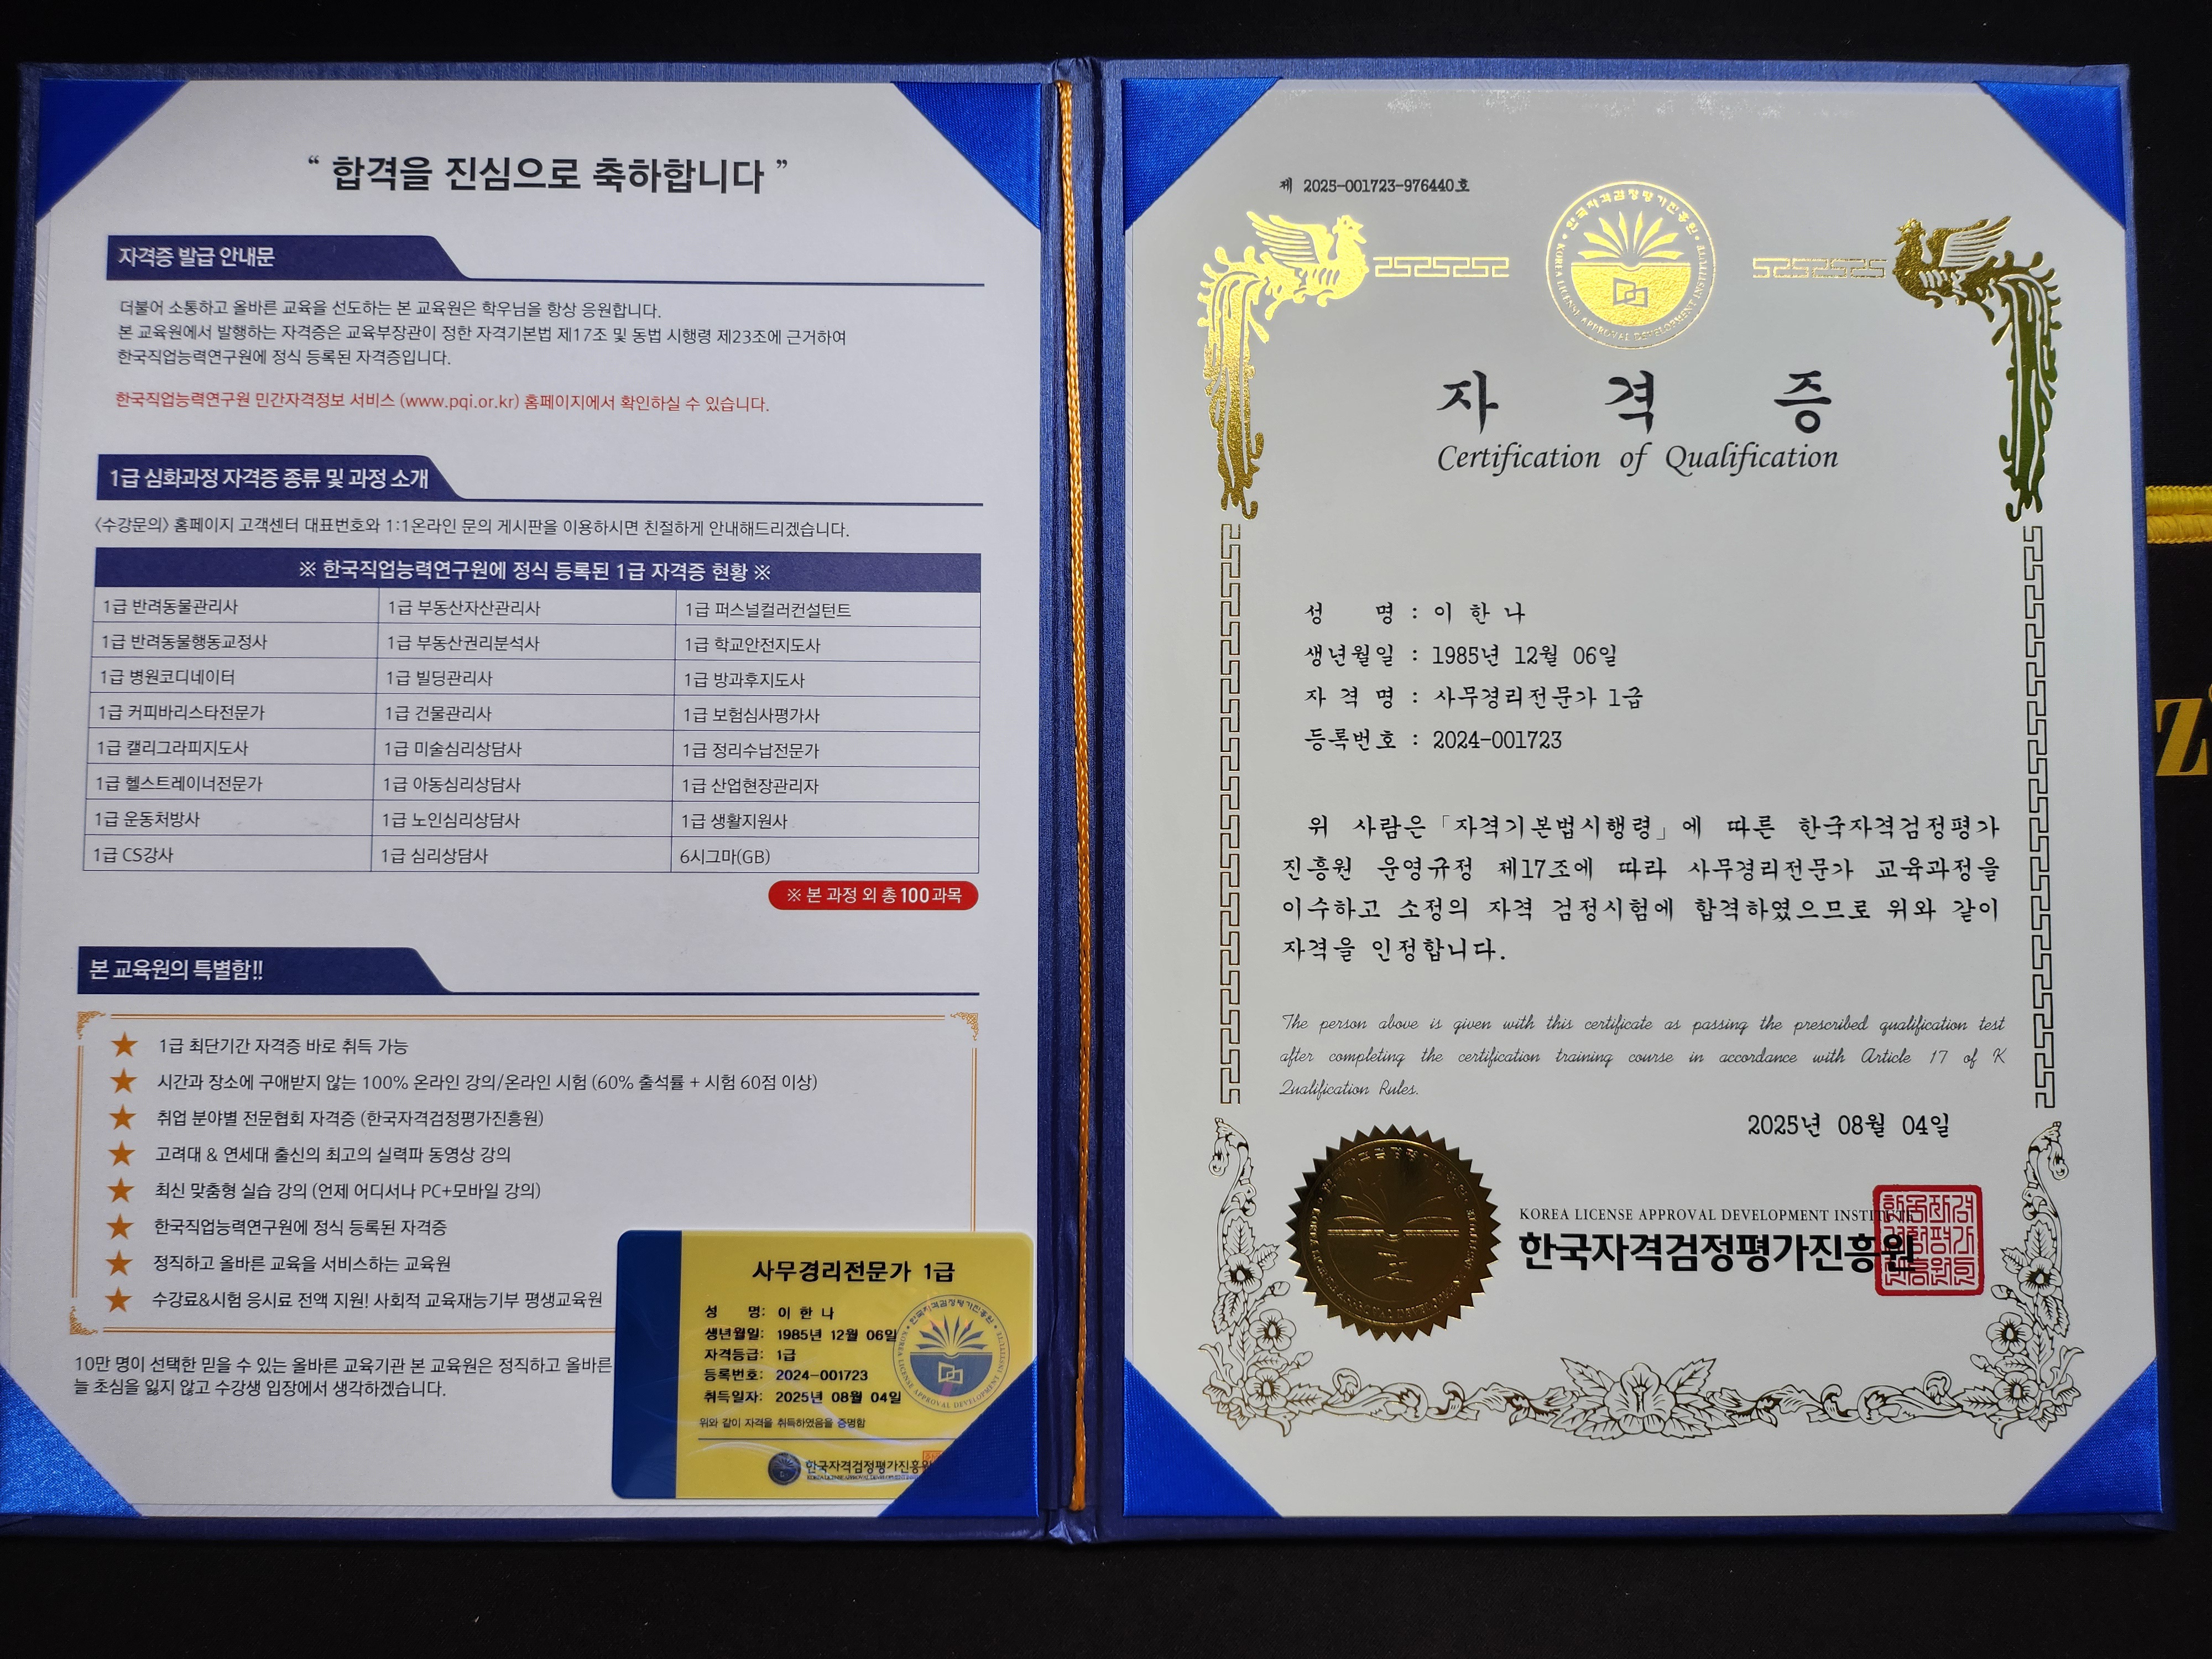 “ 합격을 진심으로 축하합니다 ”
자격증 발급 안내문
더불어 소통하고 올바른 교육을 선도하는 본 교육원은 학우님을 항상 응원합니다.
본 교육원에서 발행하는 자격증은 교육부장관이 정한 자격기본법 제17조 및 동법 시행령 제23조에 근거하여
한국직업능력연구원에 정식 등록된 자격증입니다.
한국직업능력연구원 민간자격정보 서비스 (www.pqi.or.kr) 홈페이지에서 확인하실 수 있습니다.
1급 심화과정 자격증 종류 및 과정 소개
〈수강문의〉 홈페이지 고객센터 대표번호와 1:1온라인 문의 게시판을 이용하시면 친절하게 안내해드리겠습니다.
※ 한국직업능력연구원에 정식 등록된 1급 자격증 현황 ※
1급 반려동물관리사 1급 부동산자산관리사 1급 퍼스널컬러컨설턴트
1급 반려동물행동교정사 1급 부동산권리분석사 1급 학교안전지도사
1급 병원코디네이터 1급 빌딩관리사 1급 방과후지도사
1급 커피바리스타전문가 1급 건물관리사 1급 보험심사평가사
1급 캘리그라피지도사 1급 미술심리상담사 1급 정리수납전문가
1급 헬스트레이너전문가 1급 아동심리상담사 1급 산업현장관리자
1급 운동처방사 1급 노인심리상담사 1급 생활지원사
1급 CS강사 1급 심리상담사 6시그마(GB)
※ 본 과정 외 총 100과목
본 교육원의 특별함!!
★ 1급 최단기간 자격증 바로 취득 가능
★ 시간과 장소에 구애받지 않는 100% 온라인 강의/온라인 시험 (60% 출석률 + 시험 60점 이상)
★ 취업 분야별 전문협회 자격증 (한국자격검정평가진흥원)
★ 고려대 & 연세대 출신의 최고의 실력파 동영상 강의
★ 최신 맞춤형 실습 강의 (언제 어디서나 PC+모바일 강의)
★ 한국직업능력연구원에 정식 등록된 자격증
★ 정직하고 올바른 교육을 서비스하는 교육원
★ 수강료&시험 응시료 전액 지원! 사회적 교육재능기부 평생교육원
10만 명이 선택한 믿을 수 있는 올바른 교육기관 본 교육원은 정직하고 올바른
늘 초심을 잃지 않고 수강생 입장에서 생각하겠습니다.
사무경리전문가 1급
성 명: 이 한 나
생년월일: 1985년 12월 06일
자격등급: 1급
등록번호: 2024-001723
취득일자: 2025년 08월 04일
위와 같이 자격을 취득하였음을 증명함
한국자격검정평가진흥원
한국자격검정평가진흥원
KOREA LICENSE APPROVAL DEVELOPMENT INSTITUTE
제 2025-001723-976440호
한국자격검정평가진흥원
KOREA LICENSE APPROVAL DEVELOPMENT INSTITUTE
자 격 증
Certification of Qualification
성 명 : 이 한 나
생년월일 : 1985년 12월 06일
자 격 명 : 사무경리전문가 1급
등록번호 : 2024-001723
위 사람은「자격기본법시행령」에 따른 한국자격검정평가
진흥원 운영규정 제17조에 따라 사무경리전문가 교육과정을
이수하고 소정의 자격 검정시험에 합격하였으므로 위와 같이
자격을 인정합니다.
The person above is given with this certificate as passing the prescribed qualification test
after completing the certification training course in accordance with Article 17 of K
Qualification Rules.
2025년 08월 04일
KOREA LICENSE APPROVAL DEVELOPMENT INSTITUTE
한국자격검정평가진흥원
Z